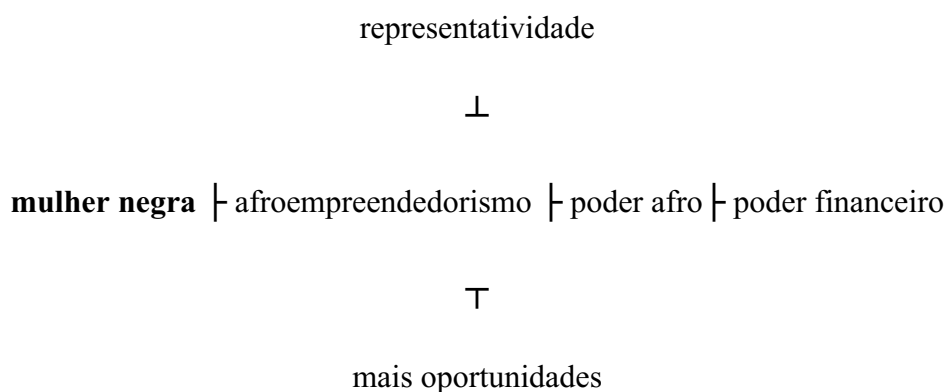 representatividade
⊥
mulher negra ├ afroempreendedorismo ├ poder afro ├ poder financeiro
┬
mais oportunidades